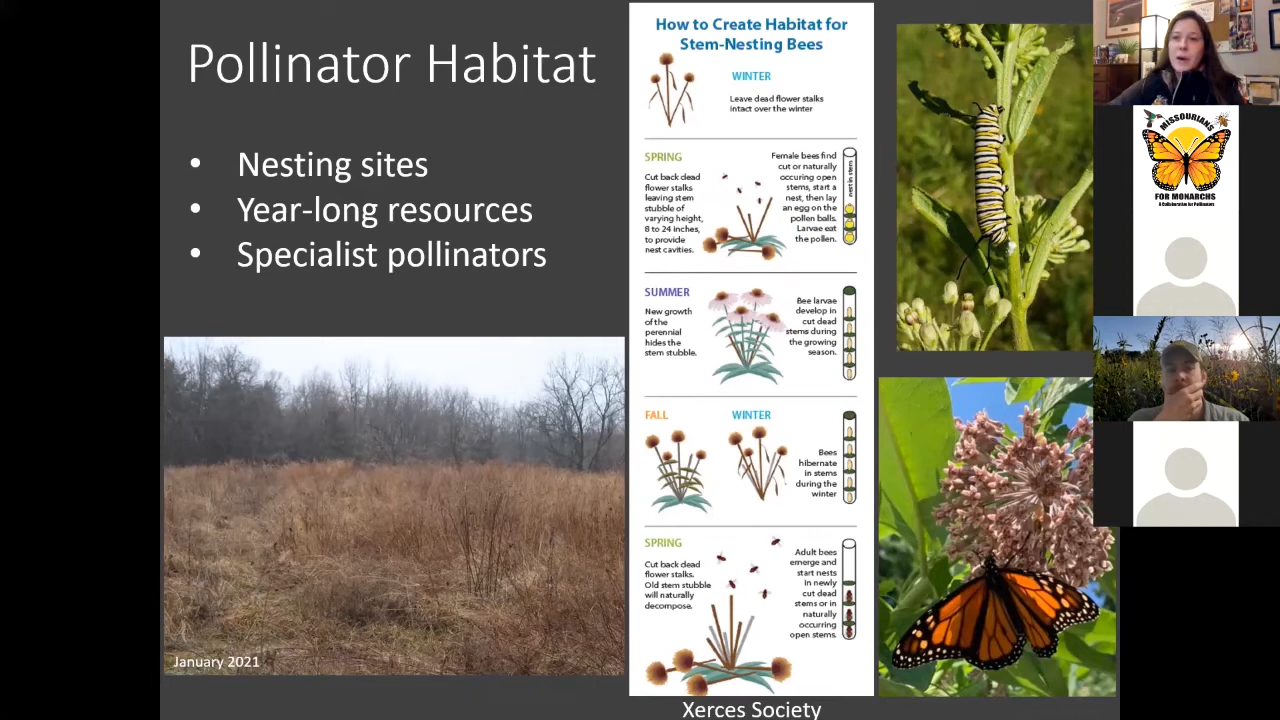 Pollinator Habitat
• Nesting sites
• Year-long resources
• Specialist pollinators
January 2021
How to Create Habitat for
Stem-Nesting Bees
WINTER
Leave dead flower stalks
intact over the winter
SPRING
Cut back dead
flower stalks
leaving stem
stubble of
varying height,
8 to 24 inches,
to provide
nest cavities.
Female bees find
cut or naturally
occuring open
stems, start a
nest, then lay
an egg on the
pollen balls.
Larvae eat
the pollen.
nest in stem
SUMMER
New growth
of the
perennial
hides the
stem stubble.
Bee larvae
develop in
cut dead
stems during
the growing
season.
FALL
WINTER
Bees
hibernate
in stems
during the
winter
SPRING
Cut back dead
flower stalks.
Old stem stubble
will naturally
decompose.
Adult bees
emerge and
start nests
in newly
cut dead
stems or in
naturally
occurring
open stems.
Xerces Society
MISSOURIANS
FOR MONARCHS
A Collaborative for Pollinators